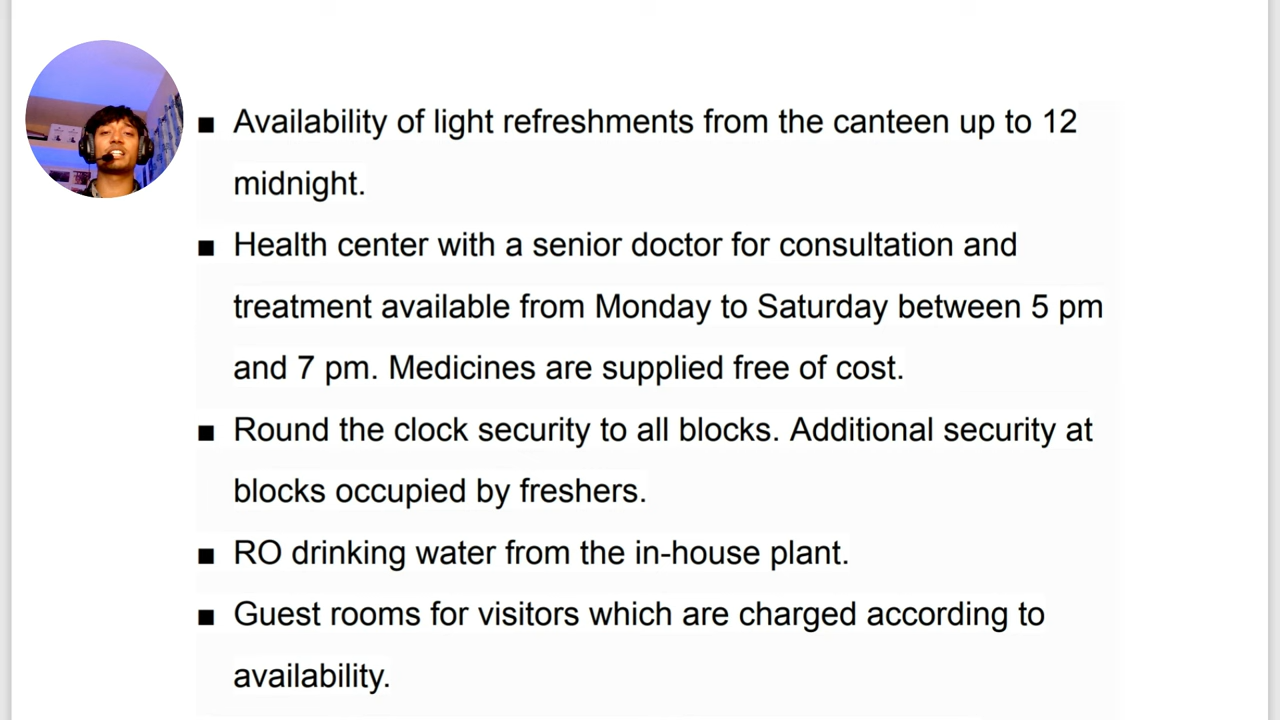 ■ Availability of light refreshments from the canteen up to 12
midnight.
■ Health center with a senior doctor for consultation and
treatment available from Monday to Saturday between 5 pm
and 7 pm. Medicines are supplied free of cost.
■ Round the clock security to all blocks. Additional security at
blocks occupied by freshers.
■ RO drinking water from the in-house plant.
■ Guest rooms for visitors which are charged according to
availability.